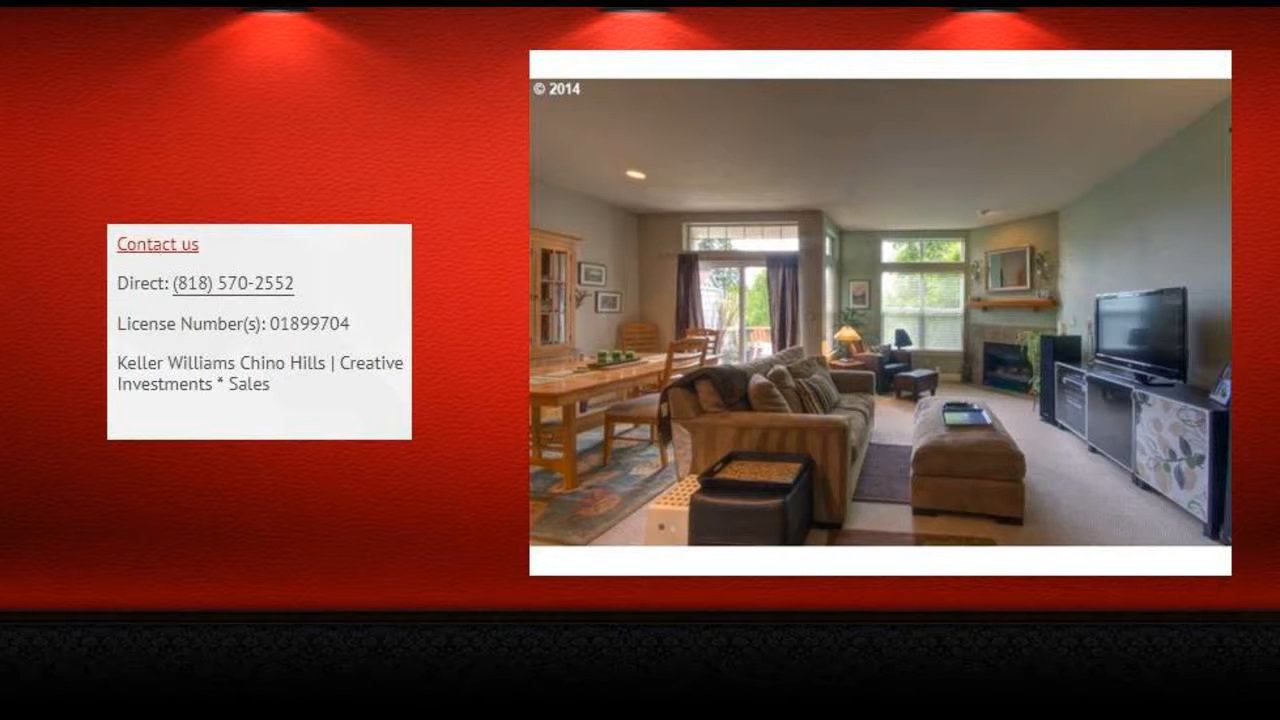 © 2014
Contact us
Direct: (818) 570-2552
License Number(s): 01899704
Keller Williams Chino Hills | Creative
Investments * Sales